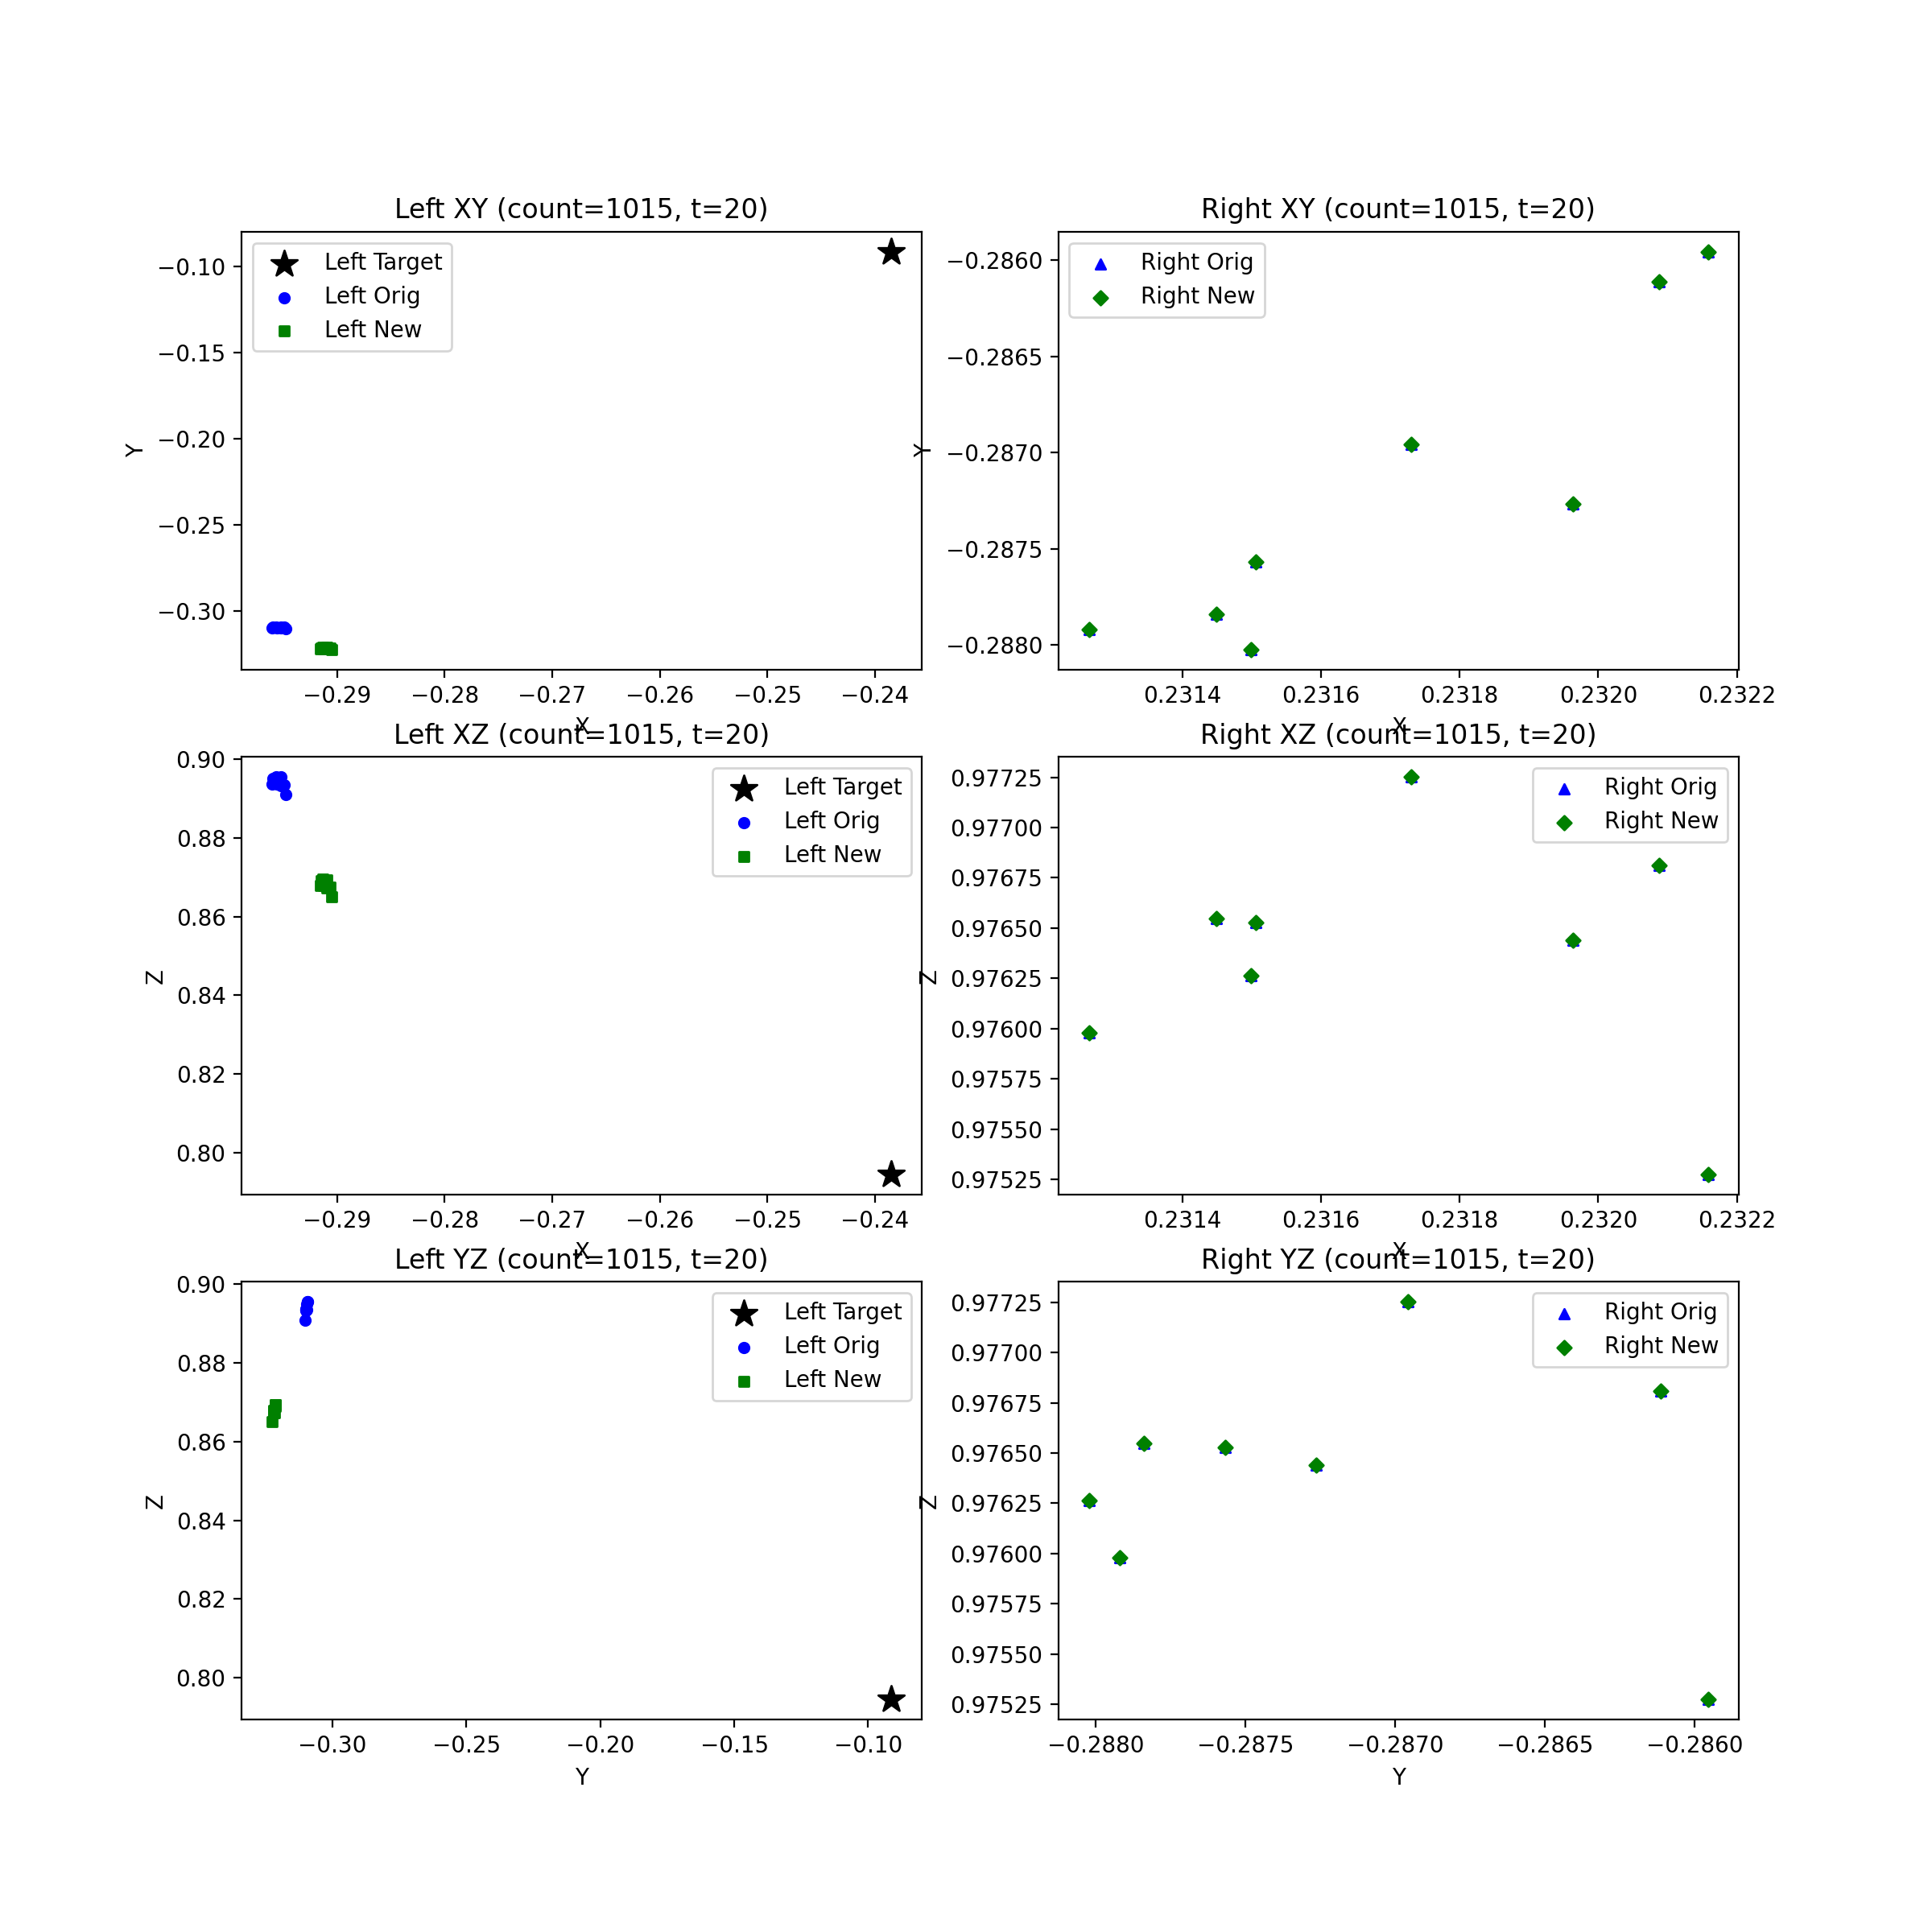 Left XY (count=1015, t=20)
Left Target
Left Orig
Left New
−0.10
−0.15
−0.20
−0.25
−0.30
Y
−0.29
−0.28
−0.27
−0.26
−0.25
−0.24
X
Right XY (count=1015, t=20)
Right Orig
Right New
−0.2860
−0.2865
−0.2870
−0.2875
−0.2880
Y
0.2314
0.2316
0.2318
0.2320
0.2322
X
Left XZ (count=1015, t=20)
Left Target
Left Orig
Left New
0.90
0.88
0.86
0.84
0.82
0.80
Z
−0.29
−0.28
−0.27
−0.26
−0.25
−0.24
X
Right XZ (count=1015, t=20)
Right Orig
Right New
0.97725
0.97700
0.97675
0.97650
0.97625
0.97600
0.97575
0.97550
0.97525
Z
0.2314
0.2316
0.2318
0.2320
0.2322
X
Left YZ (count=1015, t=20)
Left Target
Left Orig
Left New
0.90
0.88
0.86
0.84
0.82
0.80
Z
−0.30
−0.25
−0.20
−0.15
−0.10
Y
Right YZ (count=1015, t=20)
Right Orig
Right New
0.97725
0.97700
0.97675
0.97650
0.97625
0.97600
0.97575
0.97550
0.97525
Z
−0.2880
−0.2875
−0.2870
−0.2865
−0.2860
Y